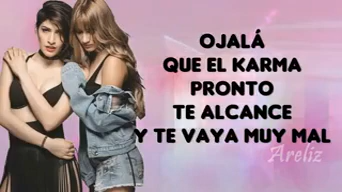 OJALÁ
QUE EL KARMA
PRONTO
TE ALCANCE
Y TE VAYA MUY MAL
Areliz